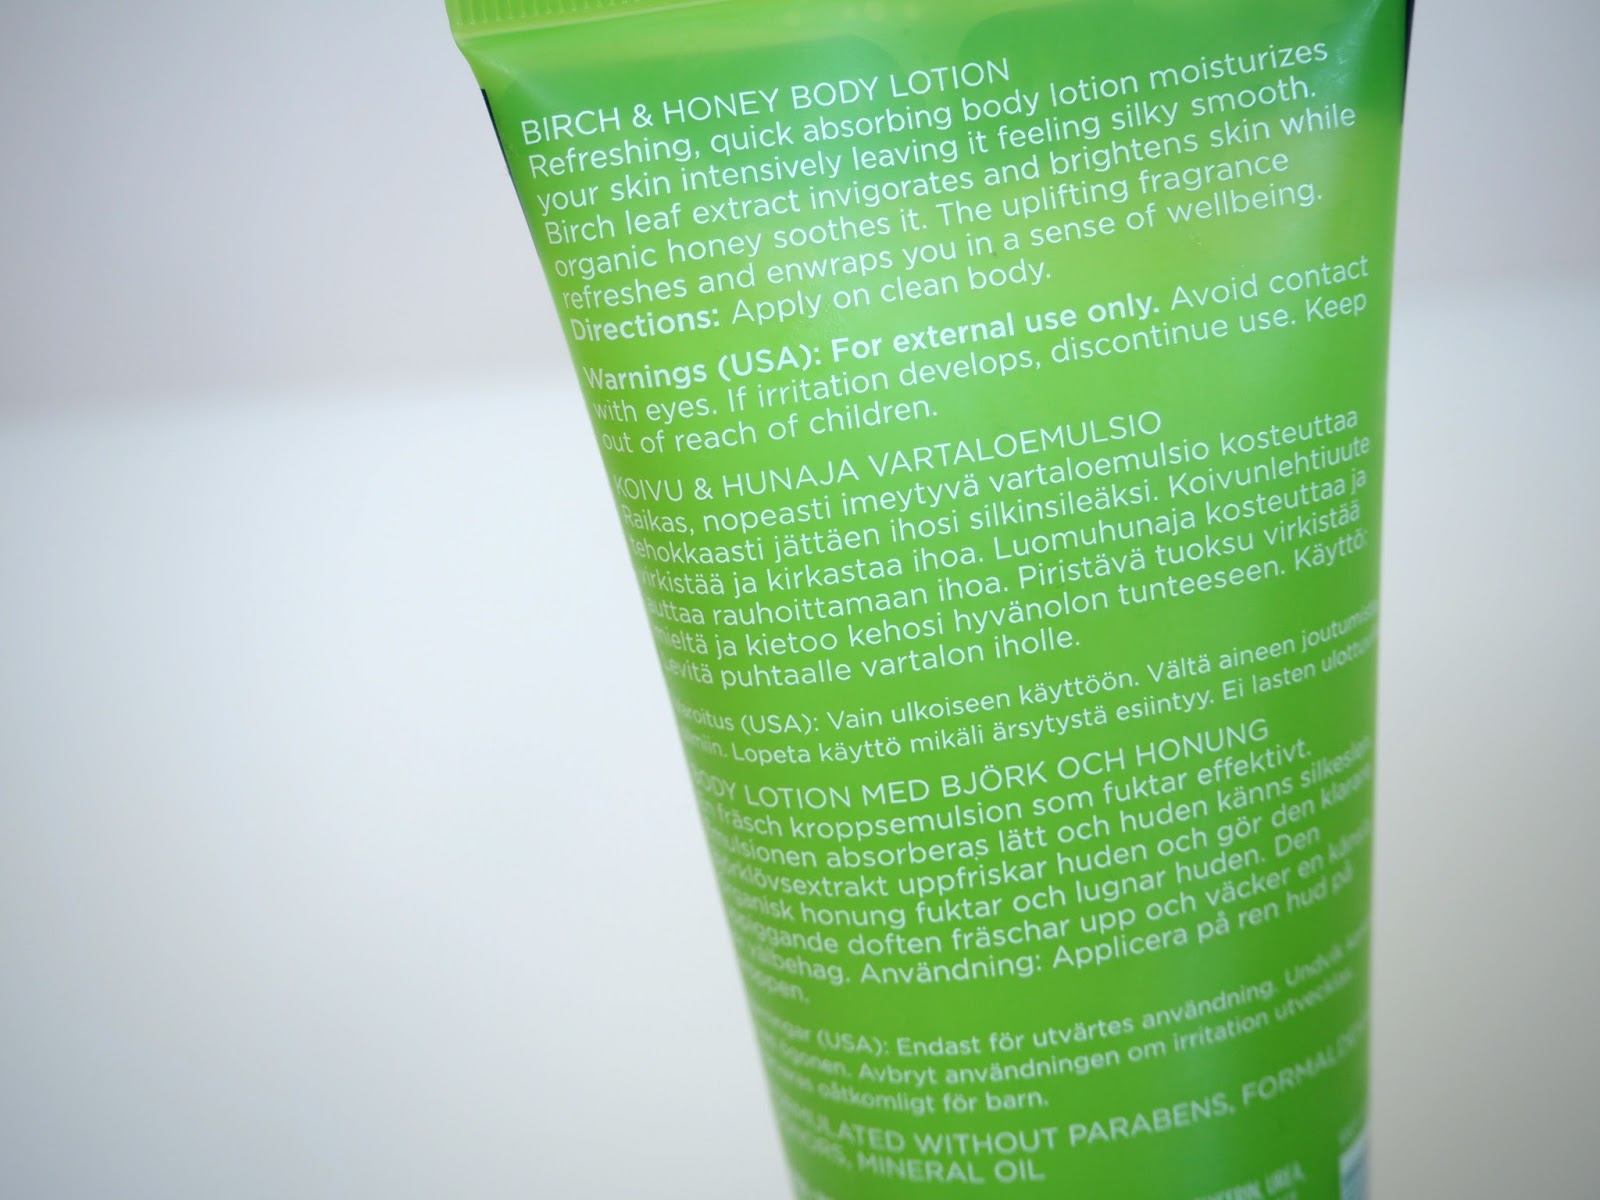 BIRCH & HONEY BODY LOTION
Refreshing, quick absorbing body lotion moisturizes
your skin intensively leaving it feeling silky smooth.
Birch leaf extract invigorates and brightens skin while
organic honey soothes it. The uplifting fragrance
refreshes and enwraps you in a sense of wellbeing.
Directions: Apply on clean body.
Warnings (USA): For external use only. Avoid contact
with eyes. If irritation develops, discontinue use. Keep
out of reach of children.
KOIVU & HUNAJA VARTALOEMULSIO
Raikas, nopeasti imeytyvä vartaloemulsio kosteuttaa
tehokkaasti jättäen ihosi silkinsileäksi. Koivunlehtiuute
virkistää ja kirkastaa ihoa. Luomuhunaja kosteuttaa ja
auttaa rauhoittamaan ihoa. Piristävä tuoksu virkistää
mieltä ja kietoo kehosi hyvänolon tunteeseen. Käyttö:
Levitä puhtaalle vartalon iholle.
(USA): Vain ulkoiseen käyttöön. Vältä aineen
Lopeta käyttö mikäli ärsytystä esiintyy. Ei lasten
BODY LOTION MED BJÖRK OCH HONUNG
fräsch kroppsemulsion som fuktar effektivt.
absorberas lätt och huden känns
uppfriskar huden och gör den
honung fuktar och lugnar huden. Den
doften fräschar upp och väcker en
Användning: Applicera på ren hud på
(USA): Endast för utvärtes användning. Undvik
Avbryt användningen om irritation utvecklas.
oåtkomligt för barn.
WITHOUT PARABENS,
MINERAL OIL
UREA,